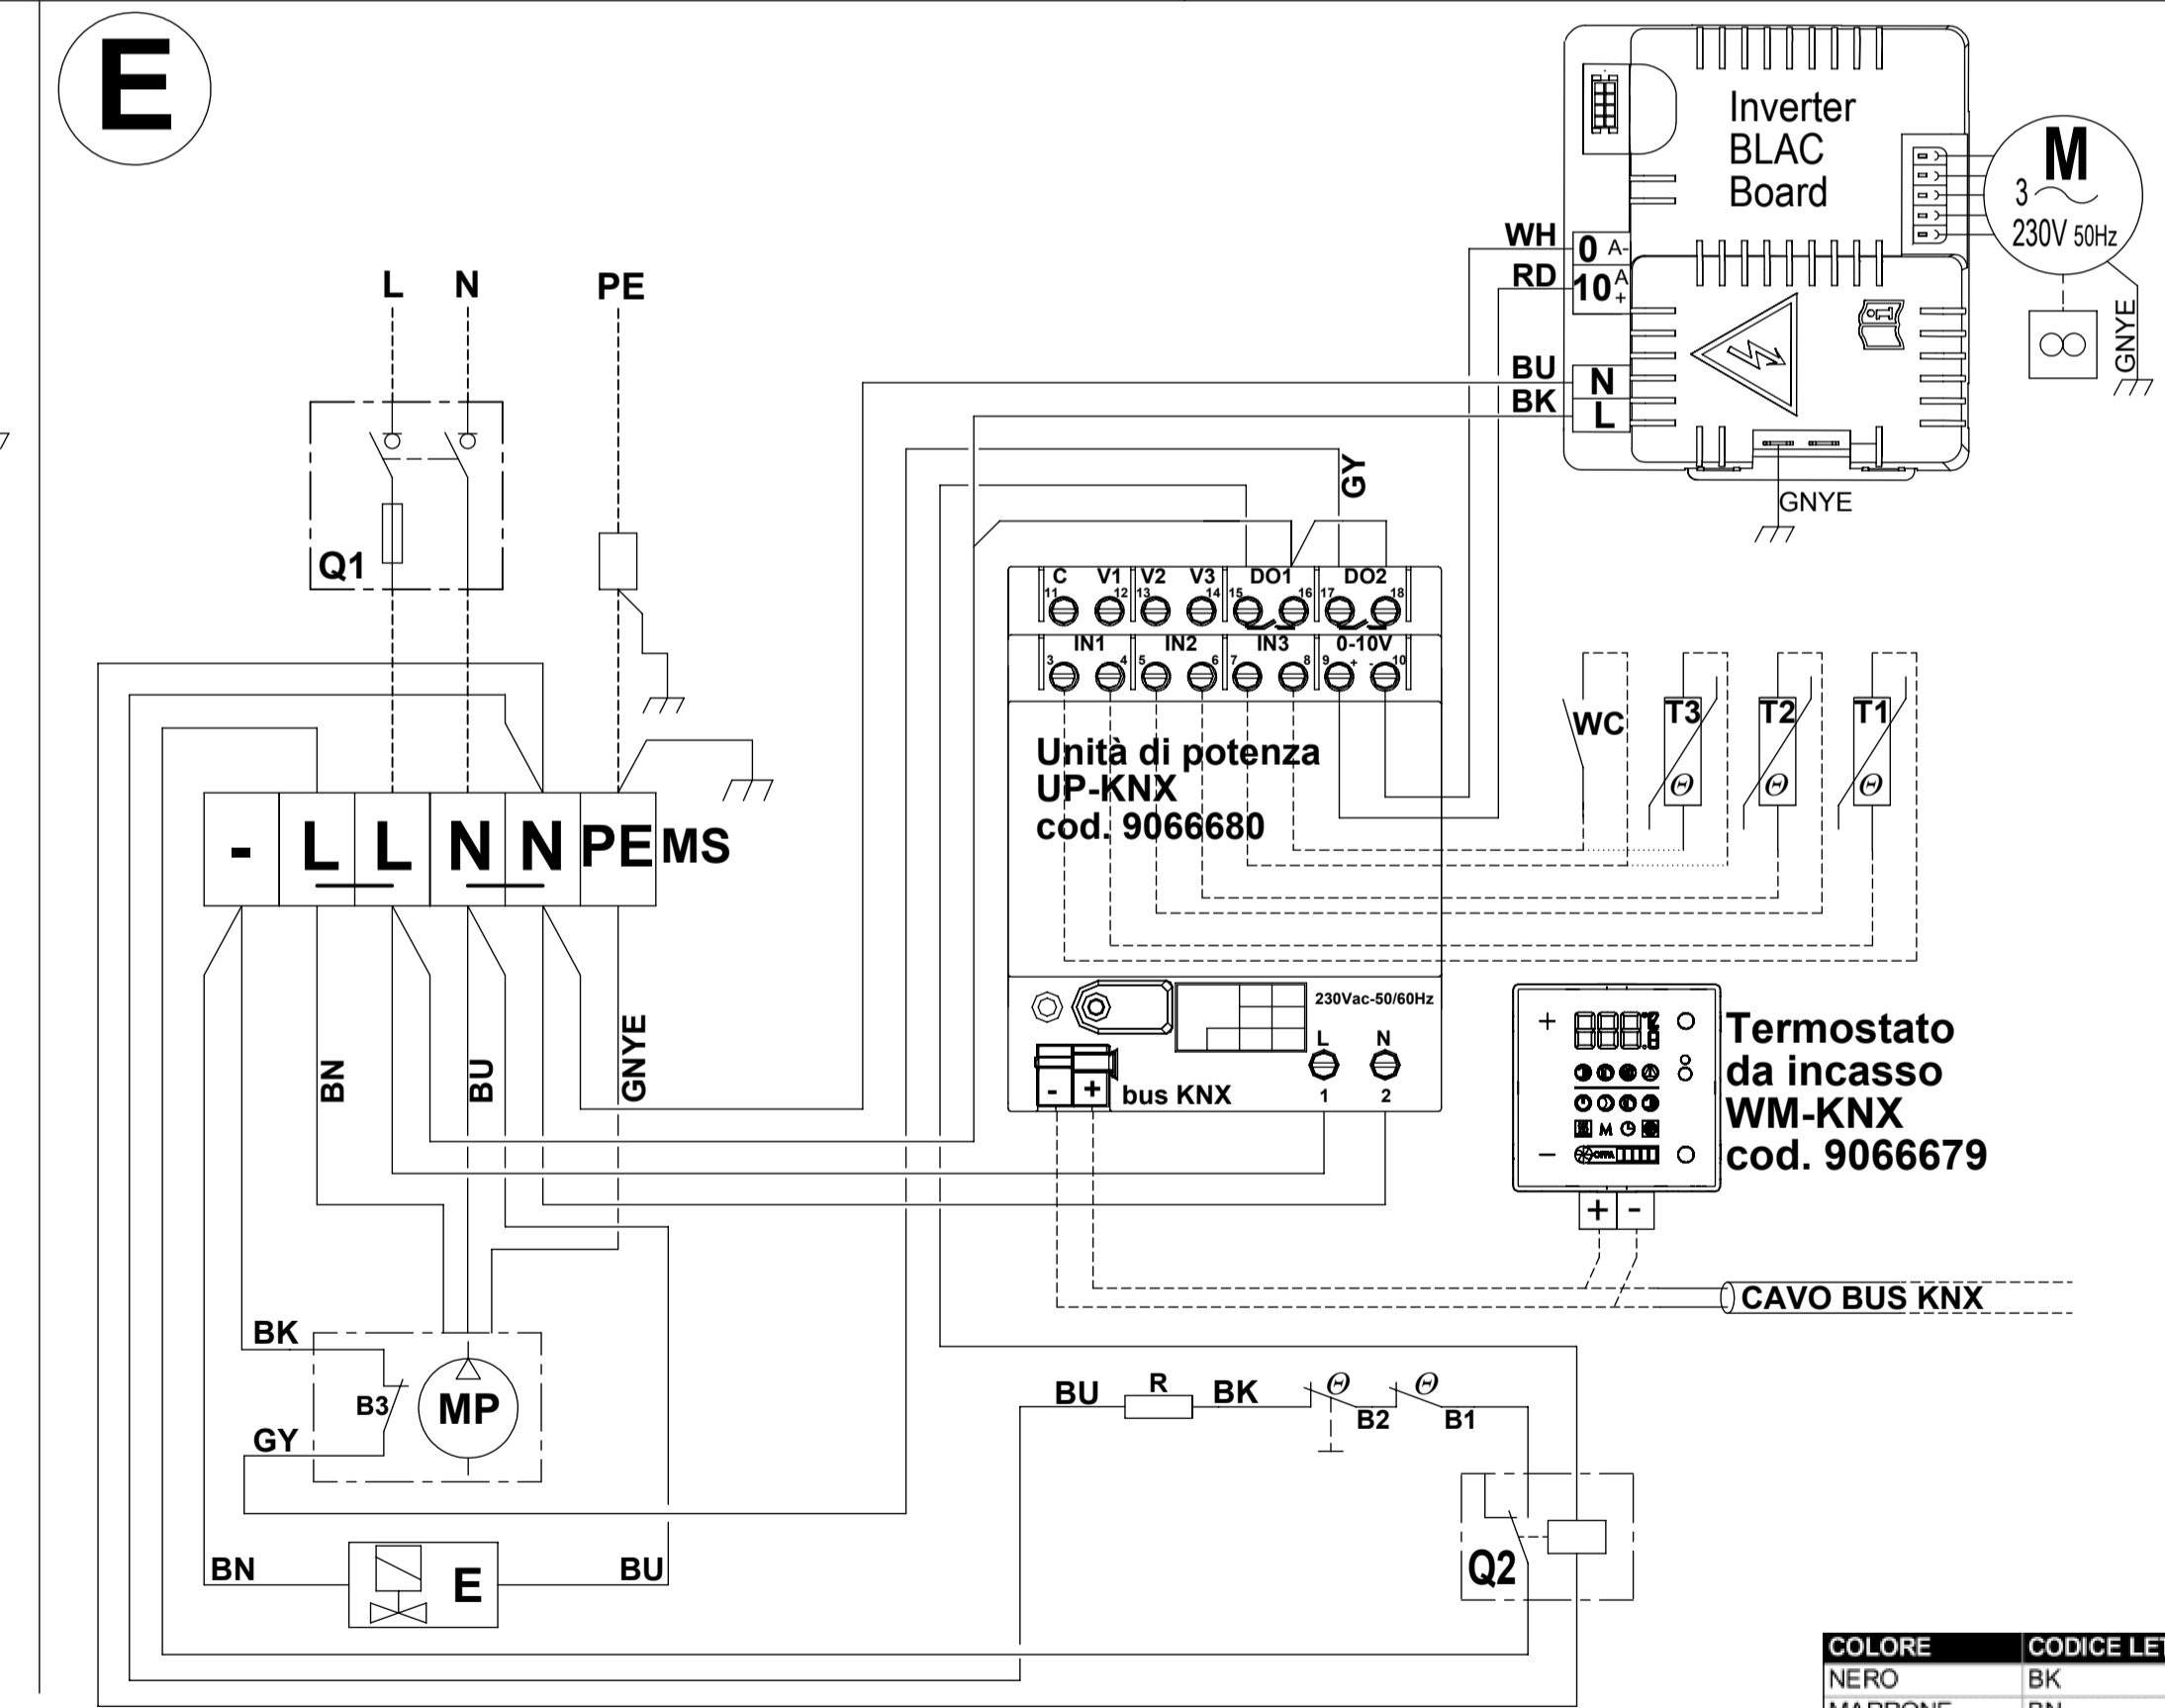 E
Inverter
BLAC
Board
M
3
230V 50Hz
GNYE
WH
0 A-
RD
10 A+
BU
N
BK
L
GNYE
L N PE
Q1
GY
C V1 V2 V3 DO1 DO2
11 12 13 14 15 16 17 18
IN1 IN2 IN3 0-10V
3 4 5 6 7 8 9 + - 10
Unità di potenza
UP-KNX
cod. 9066680
WC T3 T2 T1
Θ Θ Θ
- L L N N PE MS
BN
BU
GNYE
230Vac-50/60Hz
L N
- + bus KNX 1 2
+
-
M
Termostato
da incasso
WM-KNX
cod. 9066679
+ -
CAVO BUS KNX
BK
B3
MP
GY
BU R BK Θ B2 Θ B1
Q2
BN E BU
COLORE CODICE
NERO BK